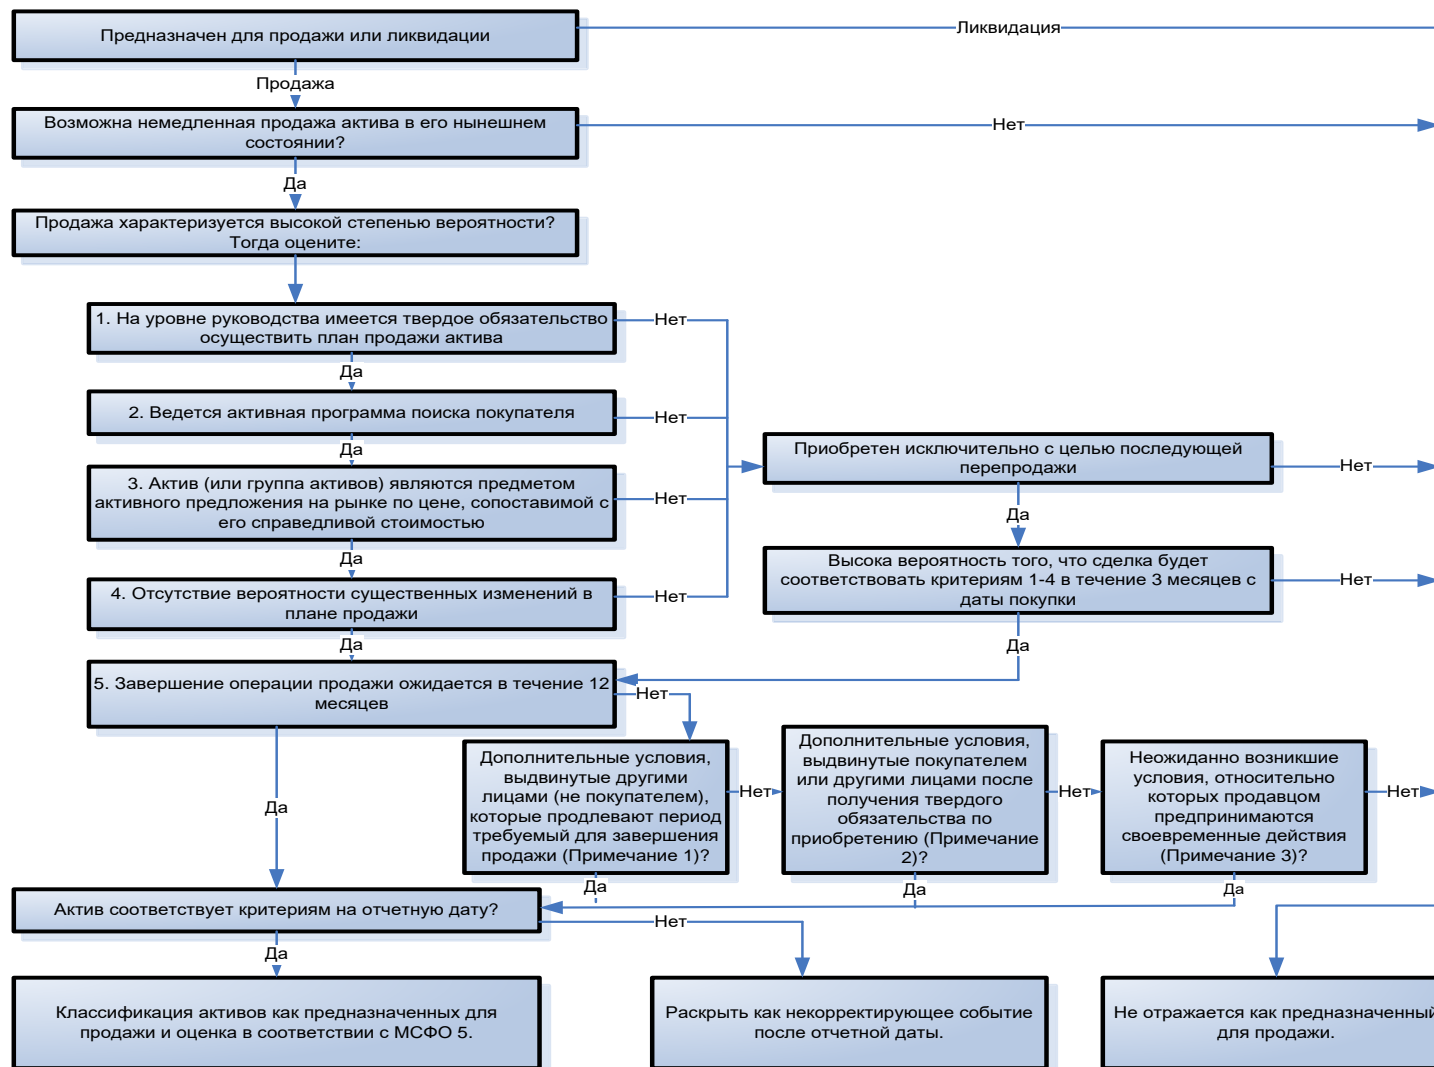 Предназначен для продажи или ликвидации
Ликвидация
Продажа
Возможна немедленная продажа актива в его нынешнем
состоянии?
Нет
Да
Продажа характеризуется высокой степенью вероятности?
Тогда оцените:
1. На уровне руководства имеется твердое обязательство
осуществить план продажи актива
Нет
Да
2. Ведется активная программа поиска покупателя
Нет
Да
3. Актив (или группа активов) являются предметом
активного предложения на рынке по цене, сопоставимой с
его справедливой стоимостью
Нет
Да
4. Отсутствие вероятности существенных изменений в
плане продажи
Нет
Да
Приобретен исключительно с целью последующей
перепродажи
Нет
Да
Высока вероятность того, что сделка будет
соответствовать критериям 1-4 в течение 3 месяцев с
даты покупки
Нет
Да
5. Завершение операции продажи ожидается в течение 12
месяцев
Нет
Да
Дополнительные условия,
выдвинутые другими
лицами (не покупателем),
которые продлевают период
требуемый для завершения
продажи (Примечание 1)?
Нет
Да
Дополнительные условия,
выдвинутые покупателем
или другими лицами после
получения твердого
обязательства по
приобретению (Примечание
2)?
Нет
Да
Неожиданно возникшие
условия, относительно
которых продавцом
предпринимаются
своевременные действия
(Примечание 3)?
Нет
Да
Актив соответствует критериям на отчетную дату?
Нет
Да
Классификация активов как предназначенных для
продажи и оценка в соответствии с МСФО 5.
Раскрыть как некорректирующее событие
после отчетной даты.
Не отражается как предназначенный
для продажи.